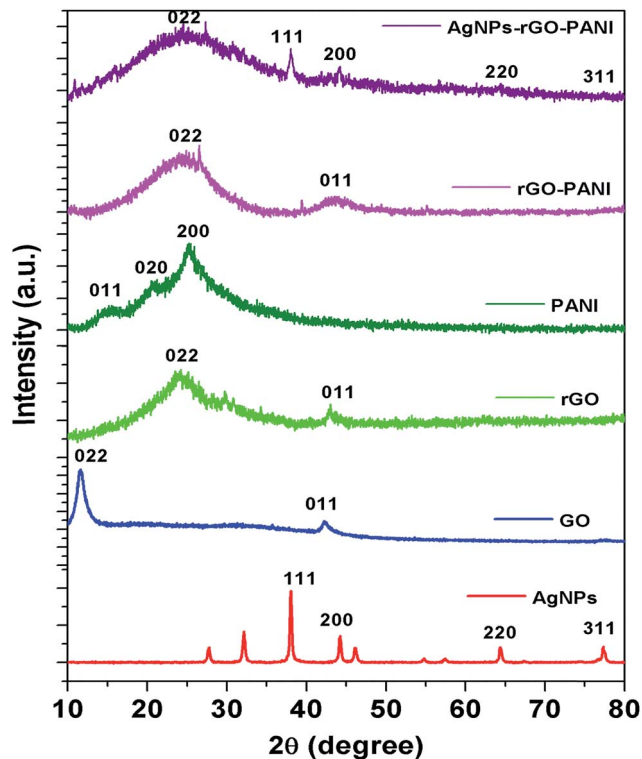 022
AgNPs-rGO-PANI
111
200
220
311
022
011
rGO-PANI
200
020
011
PANI
022
011
rGO
022
011
GO
111
AgNPs
200
220
311
Intensity (a.u.)
10 20 30 40 50 60 70 80
2θ (degree)